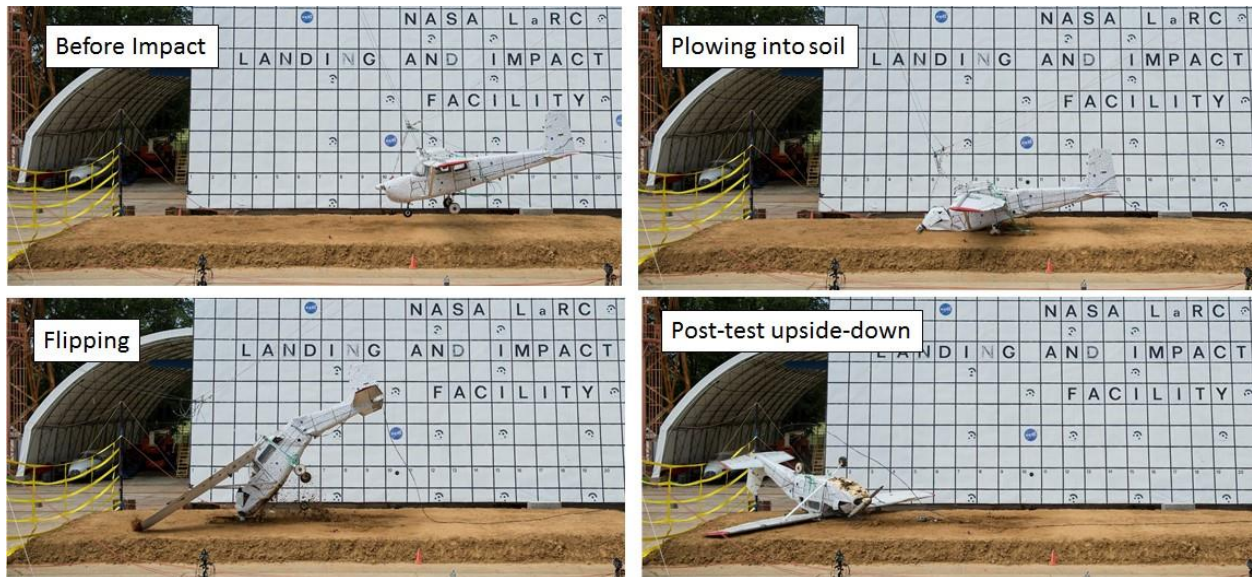 Before Impact
NASA LaRC
LANDING AND IMPACT
FACILITY
Plowing into soil
NASA LaRC
LANDING AND IMPACT
FACILITY
Flipping
NASA LaRC
LANDING AND IMPACT
FACILITY
Post-test upside-down
NASA LaRC
LANDING AND IMPACT
FACILITY